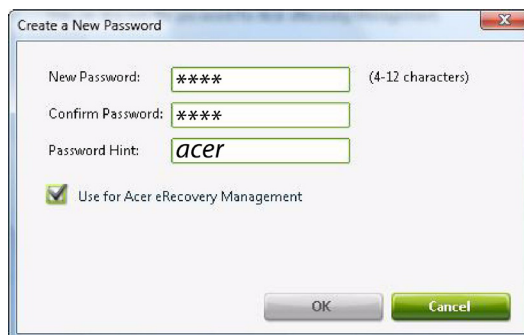 Create a New Password
New Password: **** (4-12 characters)
Confirm Password: ****
Password Hint: acer
Use for Acer eRecovery Management
OK Cancel